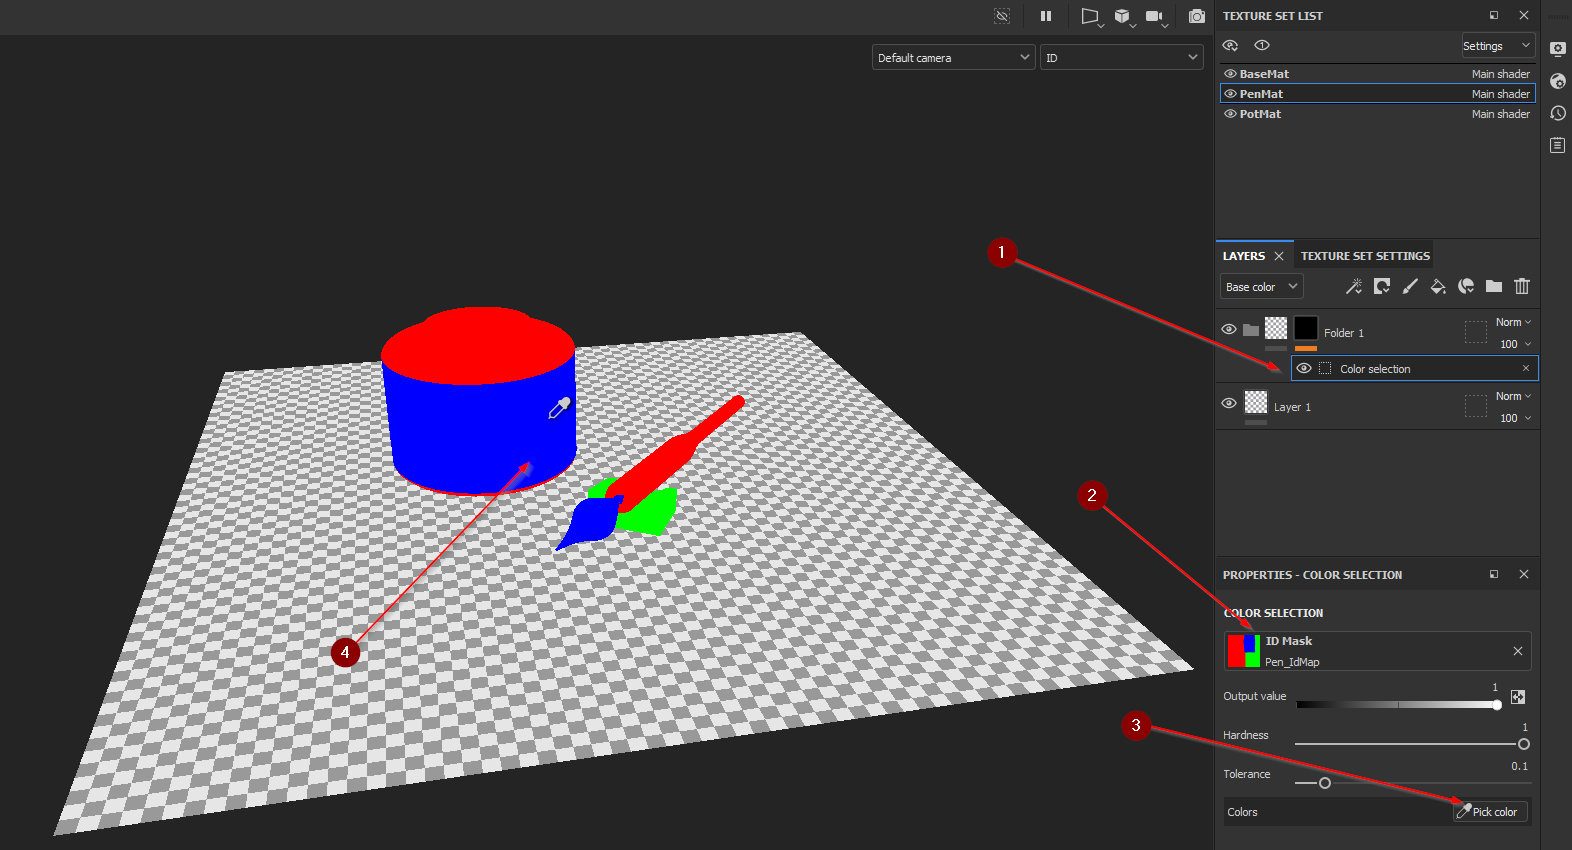 TEXTURE SET LIST
Settings
Default camera
ID
BaseMat Main shader
PenMat Main shader
PotMat Main shader
1
LAYERS TEXTURE SET SETTINGS
Base color
Folder 1
Norm
100
Color selection
Layer 1
Norm
100
2
PROPERTIES - COLOR SELECTION
COLOR SELECTION
ID Mask
Pen_IdMap
4
Output value 1
3
Hardness 1
Tolerance 0.1
Colors Pick color